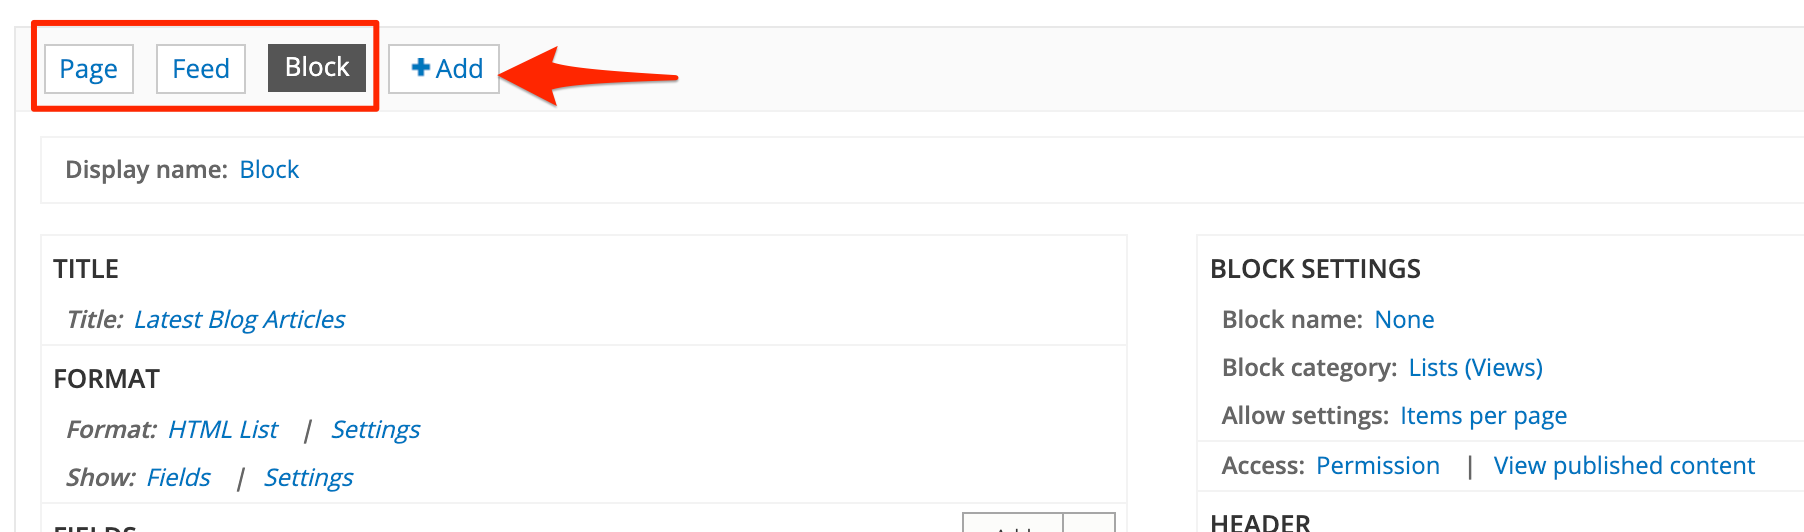 Page Feed Block +Add
Display name: Block
TITLE
Title: Latest Blog Articles
FORMAT
Format: HTML List | Settings
Show: Fields | Settings
FIELDS
Add
BLOCK SETTINGS
Block name: None
Block category: Lists (Views)
Allow settings: Items per page
Access: Permission | View published content
HEADER